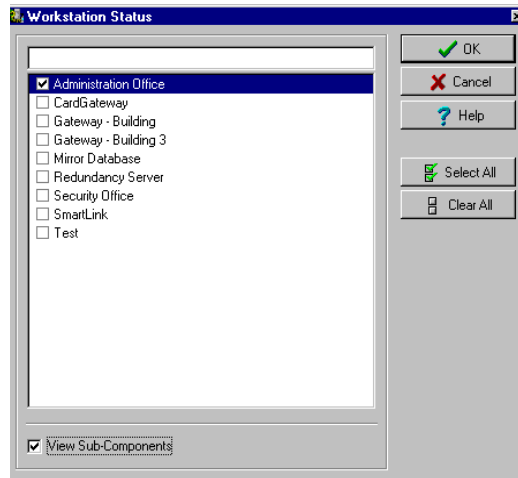 Workstation Status
Administration Office
CardGateway
Gateway - Building
Gateway - Building 3
Mirror Database
Redundancy Server
Security Office
SmartLink
Test
View Sub-Components
OK
Cancel
Help
Select All
Clear All